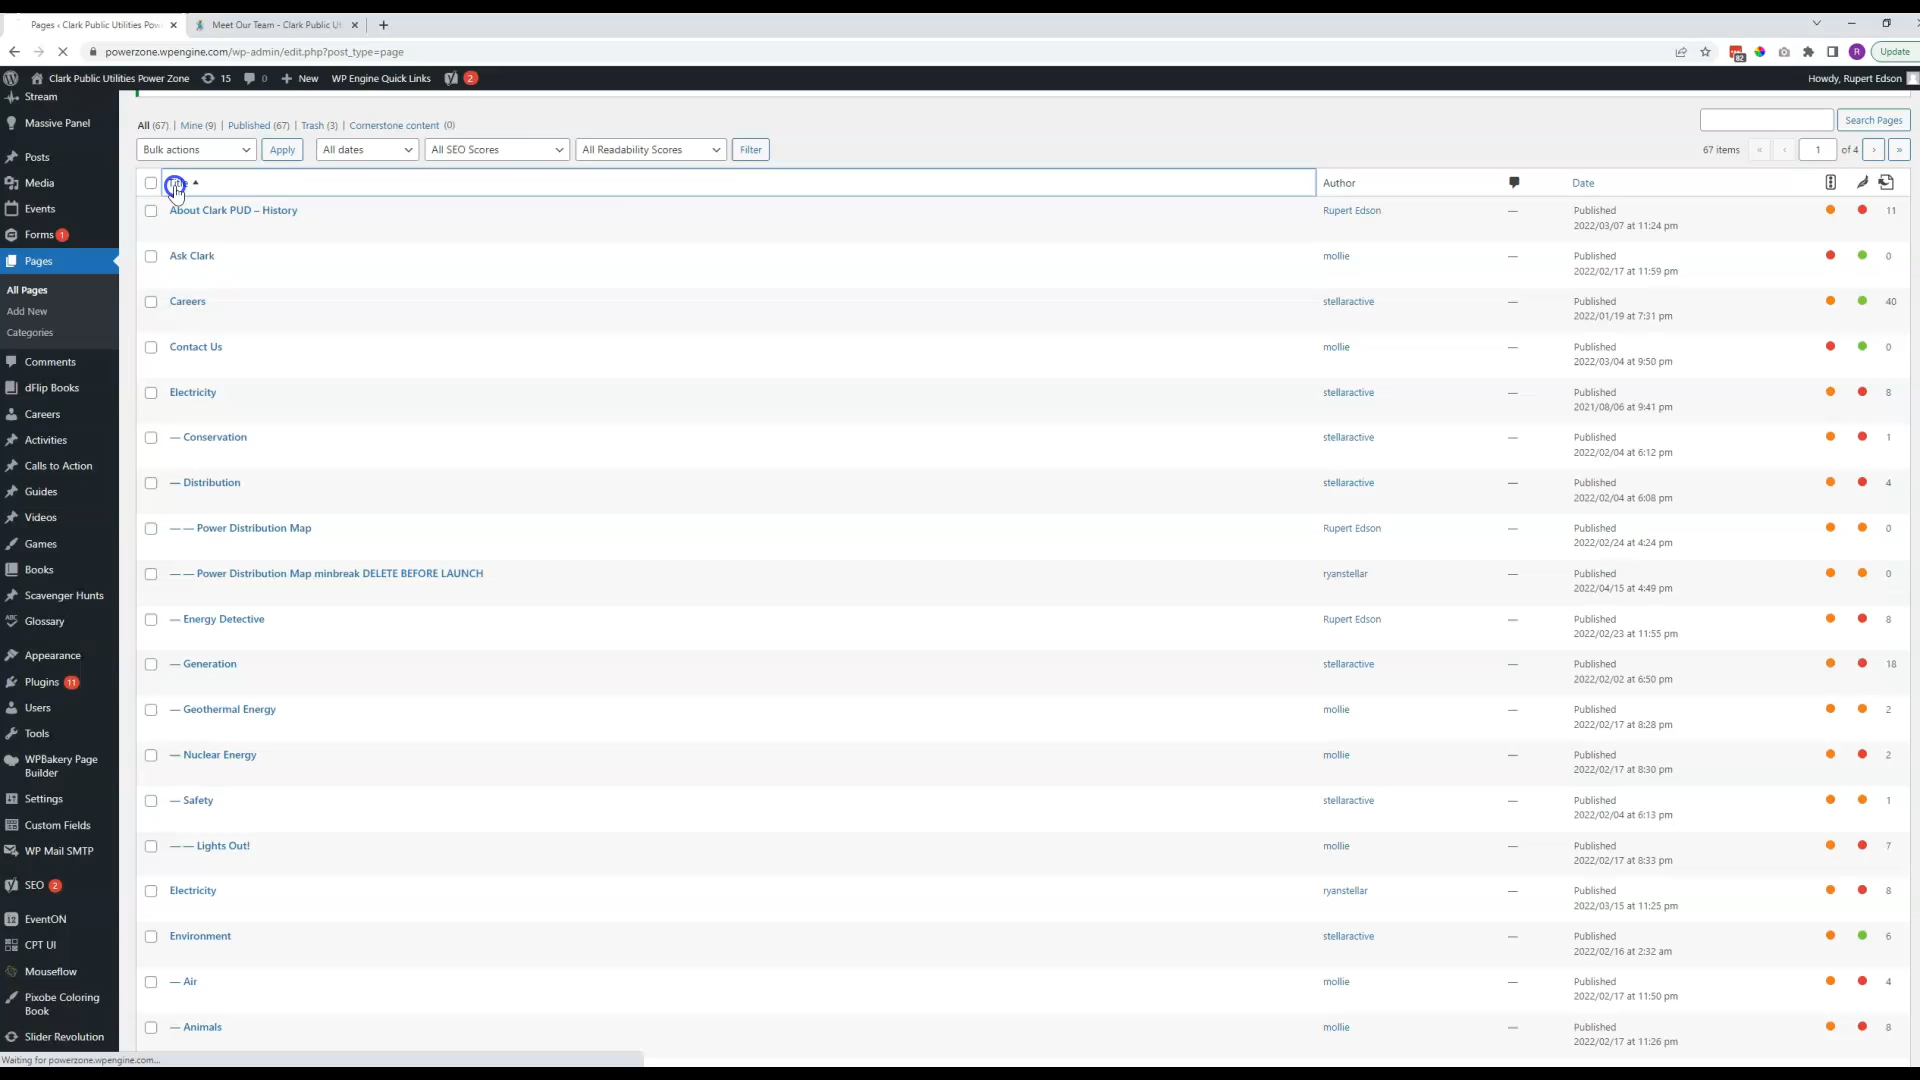 Pages ‹ Clark Public Utilities Pow
Meet Our Team - Clark Public Ut
powerzone.wpengine.com/wp-admin/edit.php?post_type=page
82
R
Update
Clark Public Utilities Power Zone
15
0
New
WP Engine Quick Links
2
Howdy, Rupert Edson
Stream
Massive Panel
Posts
Media
Events
Forms 1
Pages
All Pages
Add New
Categories
Comments
dFlip Books
Careers
Activities
Calls to Action
Guides
Videos
Games
Books
Scavenger Hunts
Glossary
Appearance
Plugins 11
Users
Tools
WPBakery Page
Builder
Settings
Custom Fields
WP Mail SMTP
SEO 2
EventON
CPT UI
Mouseflow
Pixobe Coloring
Book
Slider Revolution
All (67) | Mine (9) | Published (67) | Trash (3) | Cornerstone content (0)
Search Pages
Bulk actions
Apply
All dates
All SEO Scores
All Readability Scores
Filter
67 items « ‹ 1 of 4 › »
Title
Author
Date
About Clark PUD – History Rupert Edson — Published 11
2022/03/07 at 11:24 pm
Ask Clark mollie — Published 0
2022/02/17 at 11:59 pm
Careers stellaractive — Published 40
2022/01/19 at 7:31 pm
Contact Us mollie — Published 0
2022/03/04 at 9:50 pm
Electricity stellaractive — Published 8
2021/08/06 at 9:41 pm
— Conservation stellaractive — Published 1
2022/02/04 at 6:12 pm
— Distribution stellaractive — Published 4
2022/02/04 at 6:08 pm
— — Power Distribution Map Rupert Edson — Published 0
2022/02/24 at 4:24 pm
— — Power Distribution Map minbreak DELETE BEFORE LAUNCH ryanstellar — Published 0
2022/04/15 at 4:49 pm
— Energy Detective Rupert Edson — Published 8
2022/02/23 at 11:55 pm
— Generation stellaractive — Published 18
2022/02/02 at 6:50 pm
— Geothermal Energy mollie — Published 2
2022/02/17 at 8:28 pm
— Nuclear Energy mollie — Published 2
2022/02/17 at 8:30 pm
— Safety stellaractive — Published 1
2022/02/04 at 6:13 pm
— — Lights Out! mollie — Published 7
2022/02/17 at 8:33 pm
Electricity ryanstellar — Published 8
2022/03/15 at 11:25 pm
Environment stellaractive — Published 6
2022/02/16 at 2:32 am
— Air mollie — Published 4
2022/02/17 at 11:50 pm
— Animals mollie — Published 8
2022/02/17 at 11:26 pm
Waiting for powerzone.wpengine.com...